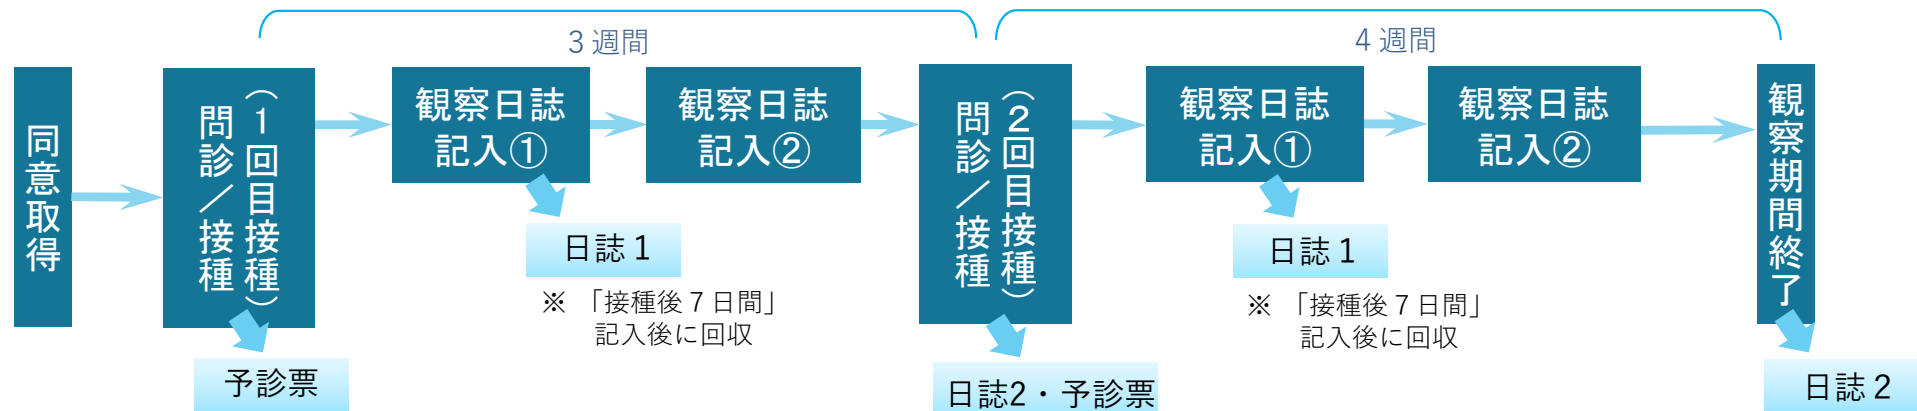 3週間
4週間
同意取得
問診／接種
（1回目接種）
観察日誌
記入①
観察日誌
記入②
問診／接種
（2回目接種）
観察日誌
記入①
観察日誌
記入②
観察期間終了
日誌1
※ 「接種後7日間」
記入後に回収
日誌1
※ 「接種後7日間」
記入後に回収
予診票
日誌2・予診票
日誌2